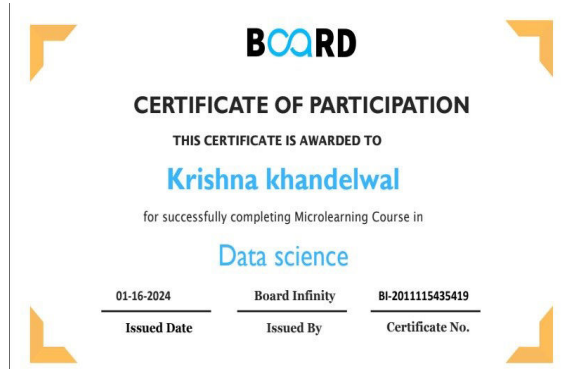 BOARD
CERTIFICATE OF PARTICIPATION
THIS CERTIFICATE IS AWARDED TO
Krishna khandelwal
for successfully completing Microlearning Course in
Data science
01-16-2024 Board Infinity BI-2011115435419
Issued Date Issued By Certificate No.